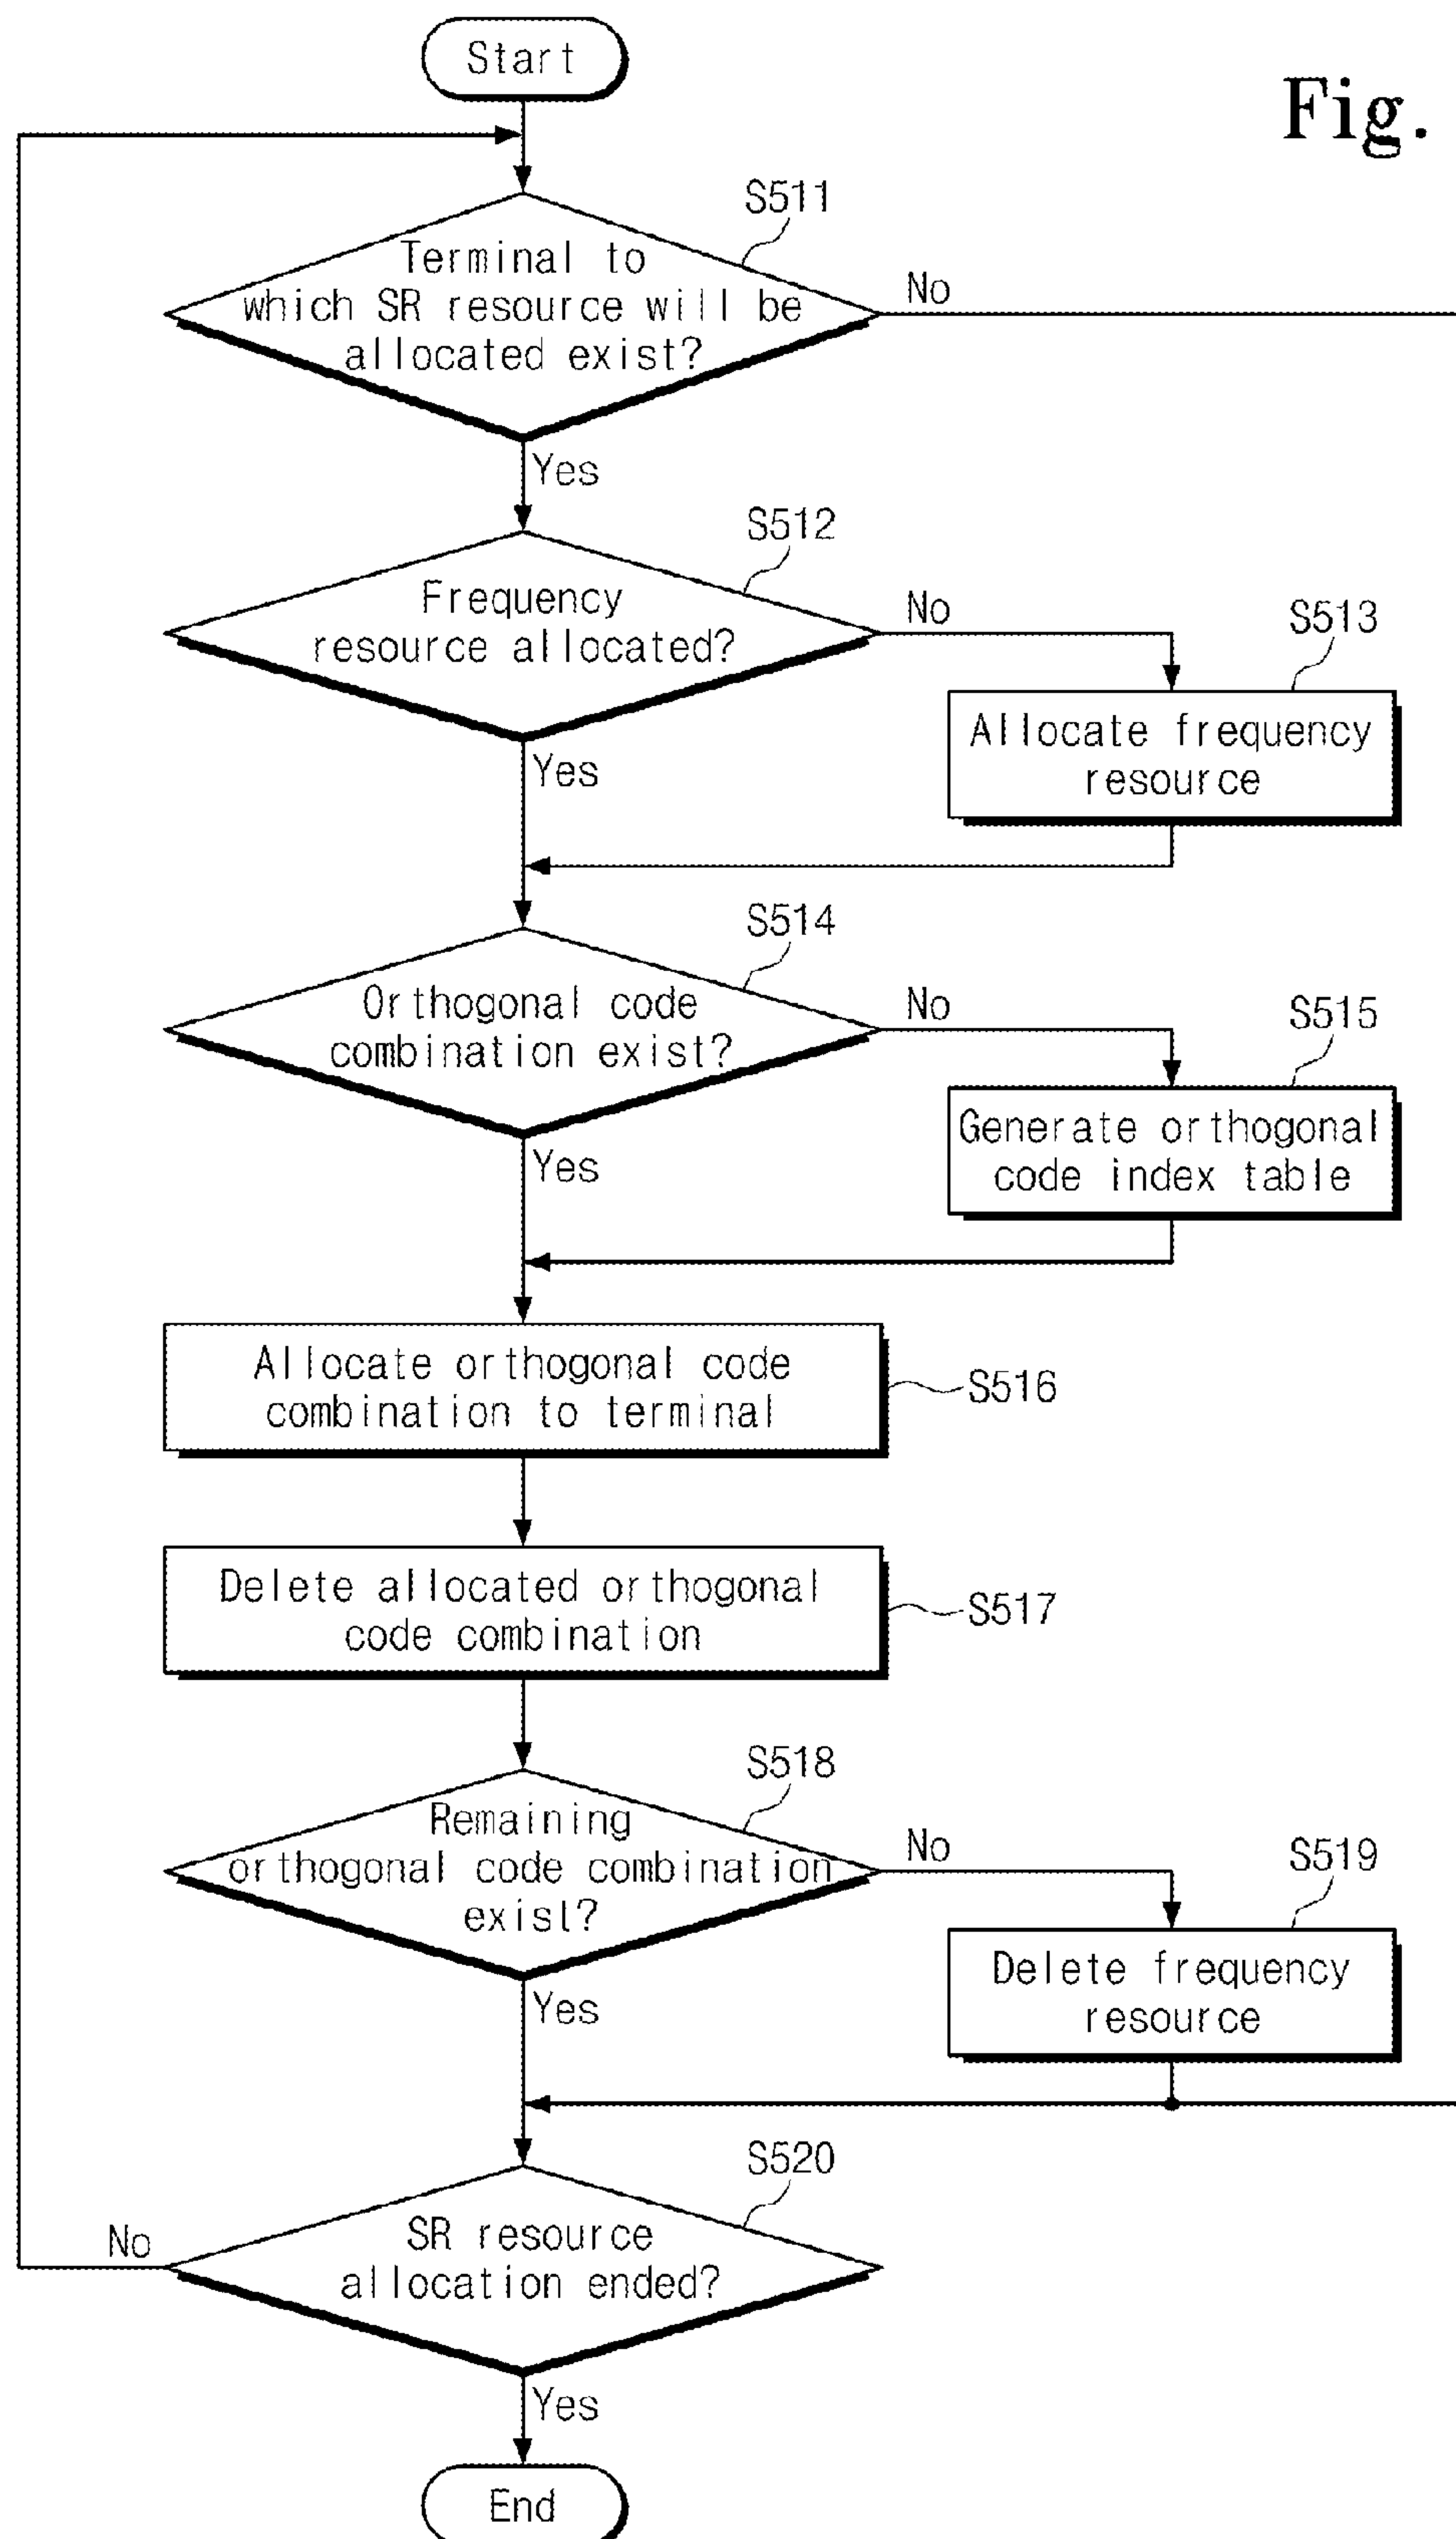 Start
Fig.
S511
Terminal to
which SR resource will be
allocated exist?
No
Yes
S512
Frequency
resource allocated?
No
S513
Allocate frequency
resource
Yes
S514
Orthogonal code
combination exist?
No
S515
Generate orthogonal
code index table
Yes
Allocate orthogonal code
combination to terminal
S516
Delete allocated orthogonal
code combination
S517
S518
Remaining
orthogonal code combination
exist?
No
S519
Delete frequency
resource
Yes
S520
SR resource
allocation ended?
No
Yes
End